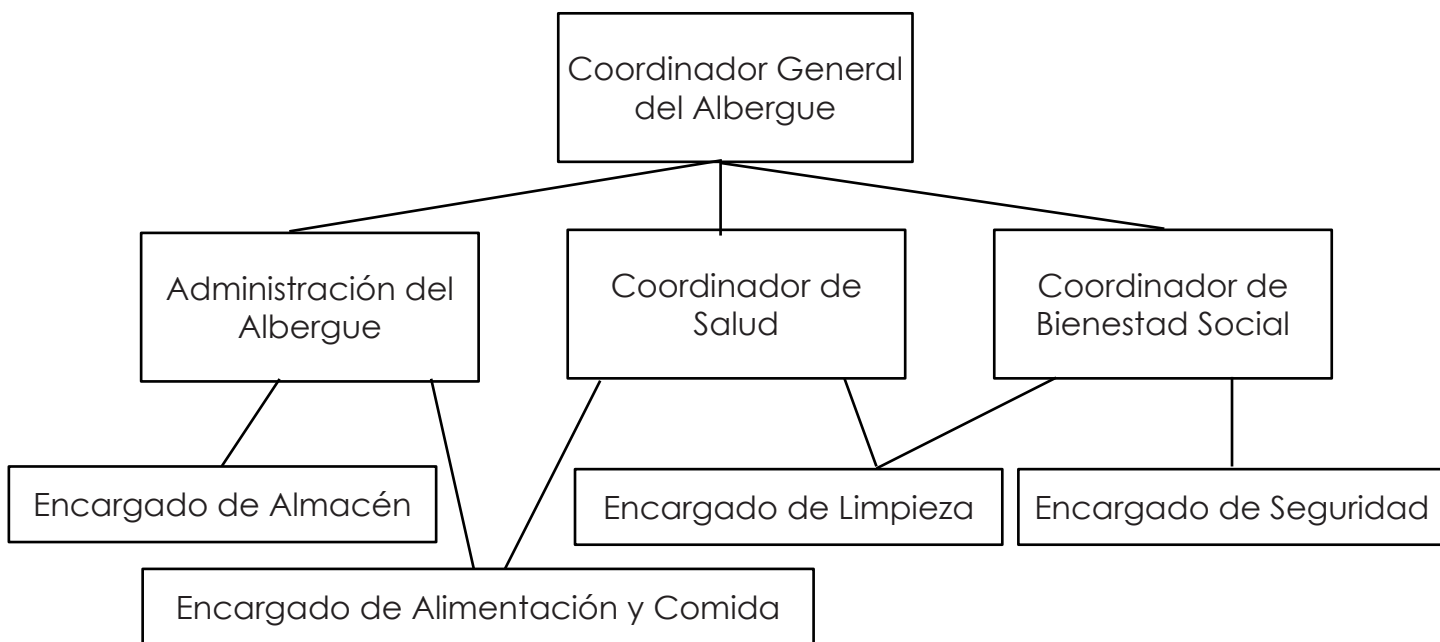 Coordinador General
del Albergue
Administración del
Albergue
Coordinador de
Salud
Coordinador de
Bienestad Social
Encargado de Almacén
Encargado de Limpieza
Encargado de Seguridad
Encargado de Alimentación y Comida